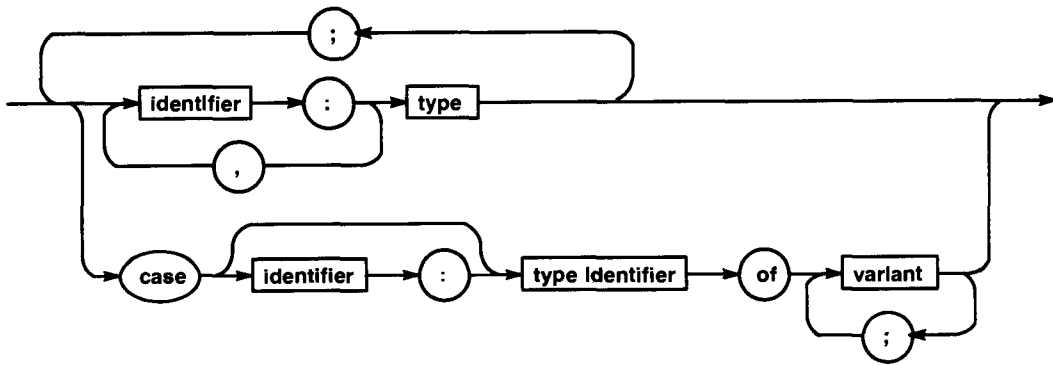 ;
identifier : type
,
case identifier : type Identifier of variant
;